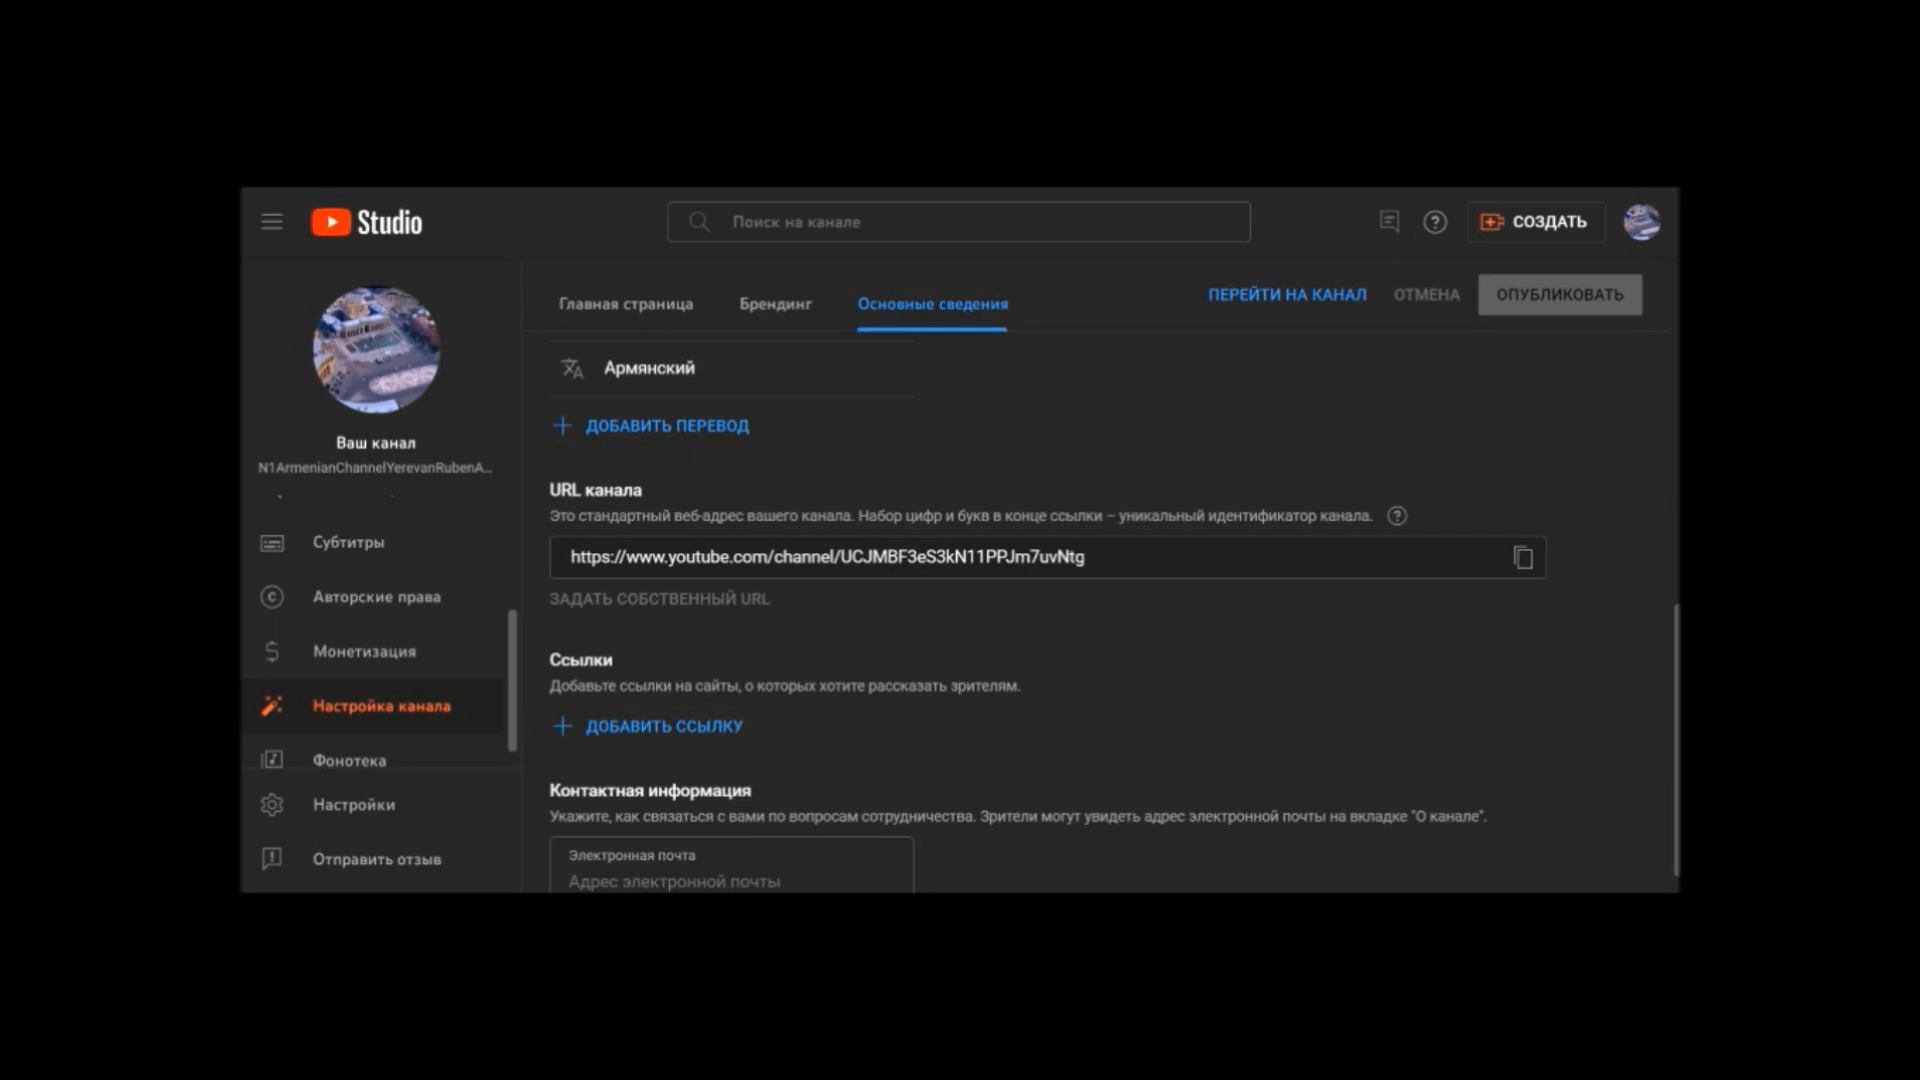 Studio
Поиск на канале
СОЗДАТЬ
Главная страница
Брендинг
Основные сведения
ПЕРЕЙТИ НА КАНАЛ
ОТМЕНА
ОПУБЛИКОВАТЬ
Ваш канал
N1ArmenianChannelYerevanRubenA...
Субтитры
Авторские права
Монетизация
Настройка канала
Фонотека
Настройки
Отправить отзыв
Армянский
ДОБАВИТЬ ПЕРЕВОД
URL канала
Это стандартный веб-адрес вашего канала. Набор цифр и букв в конце ссылки – уникальный идентификатор канала.
https://www.youtube.com/channel/UCJMBF3eS3kN11PPJm7uvNtg
ЗАДАТЬ СОБСТВЕННЫЙ URL
Ссылки
Добавьте ссылки на сайты, о которых хотите рассказать зрителям.
ДОБАВИТЬ ССЫЛКУ
Контактная информация
Укажите, как связаться с вами по вопросам сотрудничества. Зрители могут увидеть адрес электронной почты на вкладке "О канале".
Электронная почта
Адрес электронной почты